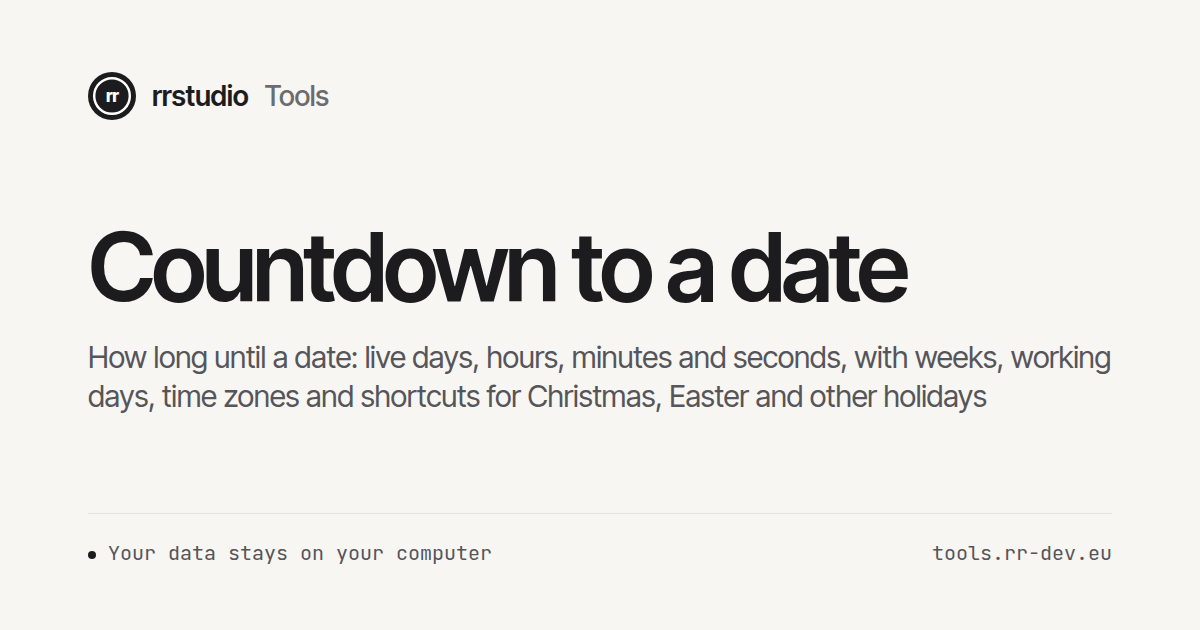 rr rrstudio Tools
Countdown to a date
How long until a date: live days, hours, minutes and seconds, with weeks, working
days, time zones and shortcuts for Christmas, Easter and other holidays
Your data stays on your computer
tools.rr-dev.eu